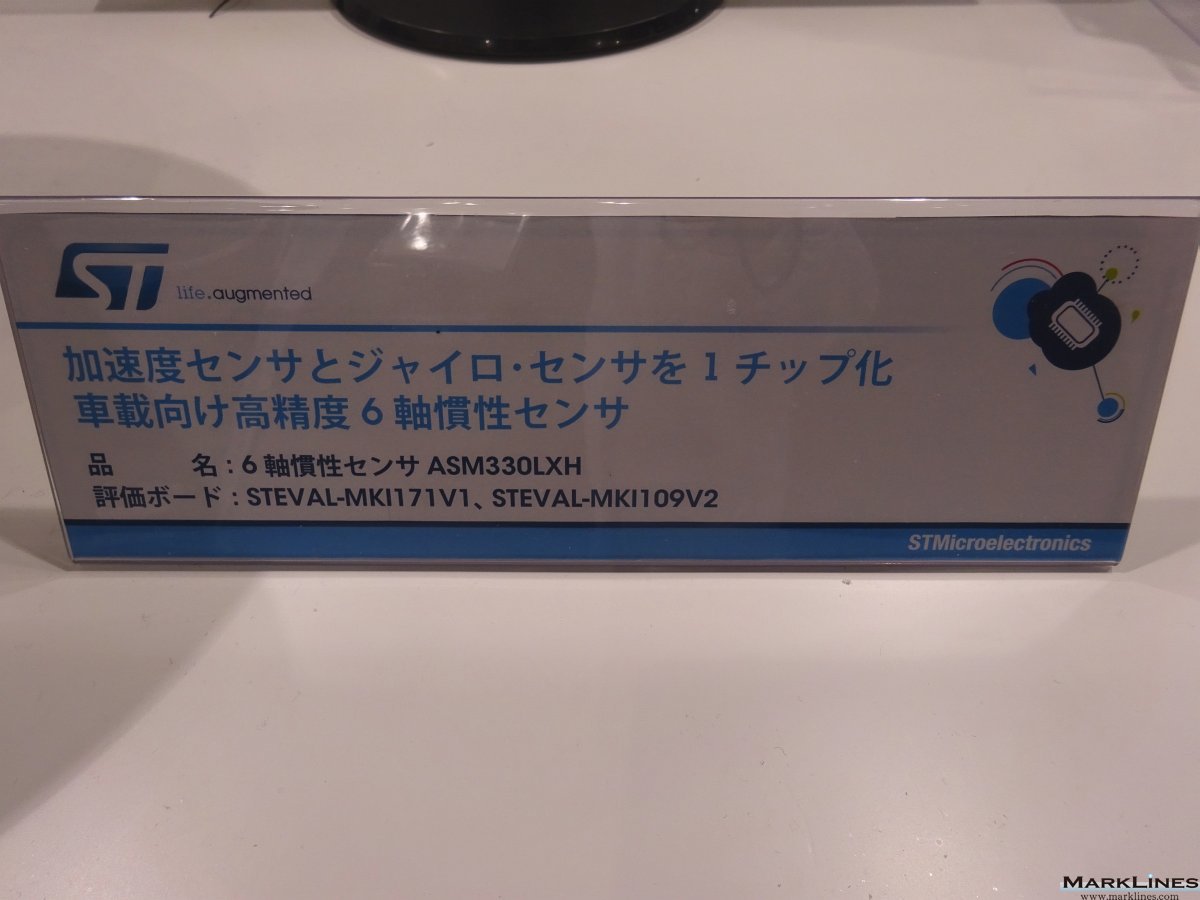 ST life.augmented
加速度センサとジャイロ・センサを1チップ化
車載向け高精度6軸慣性センサ
品 名：6軸慣性センサ ASM330LXH
評価ボード：STEVAL-MKI171V1、STEVAL-MKI109V2
STMicroelectronics
MARKLINES
www.marklines.com